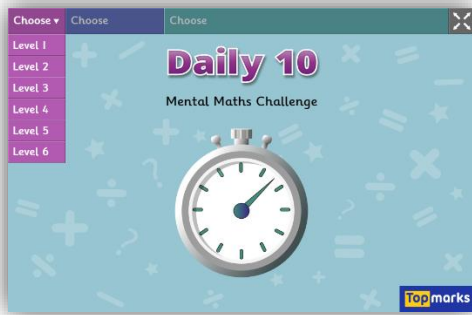 Choose ▾ Choose Choose
Level 1
Level 2
Level 3
Level 4
Level 5
Level 6
Daily 10
Mental Maths Challenge
Topmarks